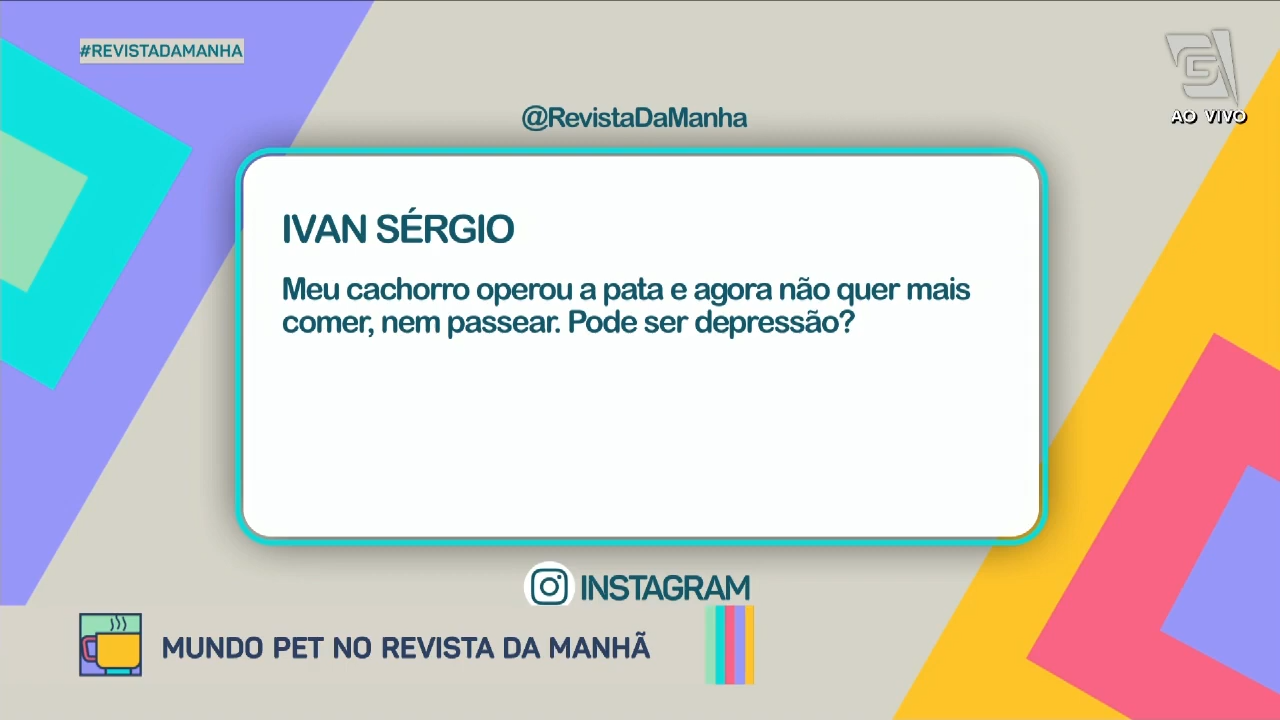 #REVISTADAMANHA
AO VIVO
@RevistaDaManha
IVAN SÉRGIO
Meu cachorro operou a pata e agora não quer mais
comer, nem passear. Pode ser depressão?
INSTAGRAM
MUNDO PET NO REVISTA DA MANHÃ